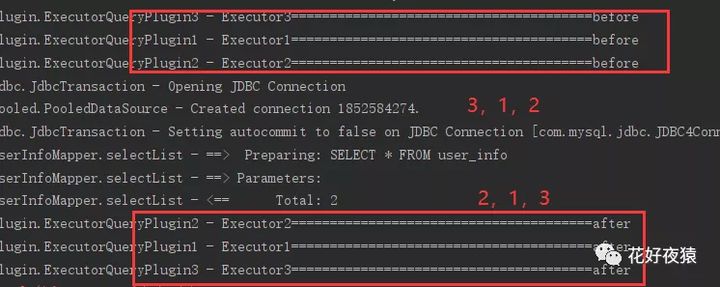 lugin.ExecutorQueryPlugin3 - Executor3========================================before
lugin.ExecutorQueryPlugin1 - Executor1========================================before
lugin.ExecutorQueryPlugin2 - Executor2========================================before
dbc.JdbcTransaction - Opening JDBC Connection
ooled.PooledDataSource - Created connection 1852584274.
3, 1, 2
dbc.JdbcTransaction - Setting autocommit to false on JDBC Connection [com.mysql.jdbc.JDBC4Conn
serInfoMapper.selectList - ==>  Preparing: SELECT * FROM user_info
serInfoMapper.selectList - ==> Parameters:
serInfoMapper.selectList - <==      Total: 2
2, 1, 3
lugin.ExecutorQueryPlugin2 - Executor2========================================after
lugin.ExecutorQueryPlugin1 - Executor1========================================after
lugin.ExecutorQueryPlugin3 - Executor3========================================after
花好夜猿